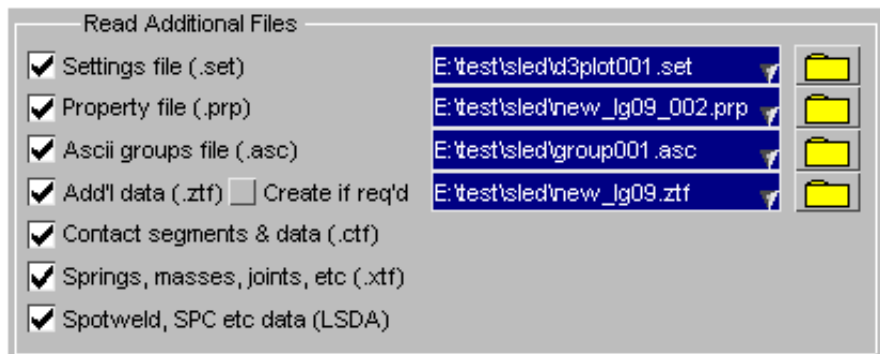 Read Additional Files
Settings file (.set) E:\test\sled\d3plot001.set
Property file (.prp) E:\test\sled\new_lg09_002.prp
Ascii groups file (.asc) E:\test\sled\group001.asc
Add'l data (.ztf) Create if req'd E:\test\sled\new_lg09.ztf
Contact segments & data (.ctf)
Springs, masses, joints, etc (.xtf)
Spotweld, SPC etc data (LSDA)